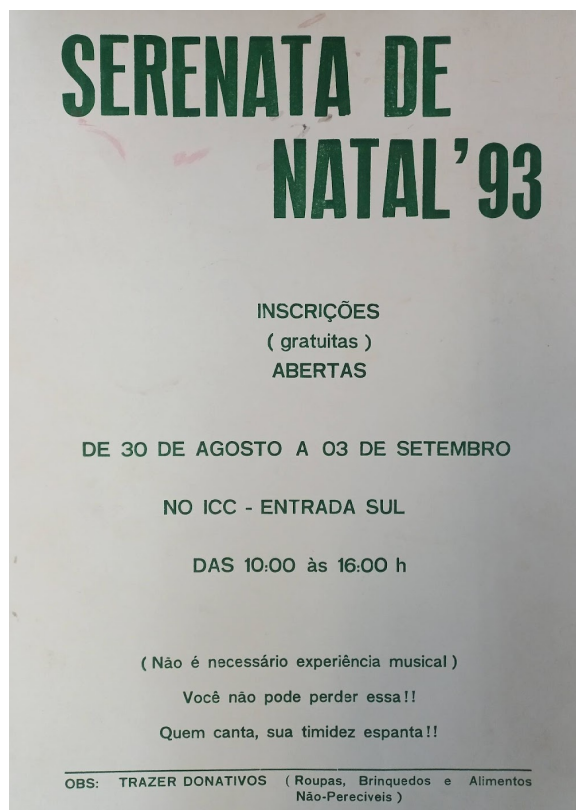 SERENATA DE
NATAL'93
INSCRIÇÕES
( gratuitas )
ABERTAS
DE 30 DE AGOSTO A 03 DE SETEMBRO
NO ICC - ENTRADA SUL
DAS 10:00 às 16:00 h
( Não é necessário experiência musical )
Você não pode perder essa!!
Quem canta, sua timidez espanta!!
OBS: TRAZER DONATIVOS ( Roupas, Brinquedos e Alimentos
Não-Perecíveis )